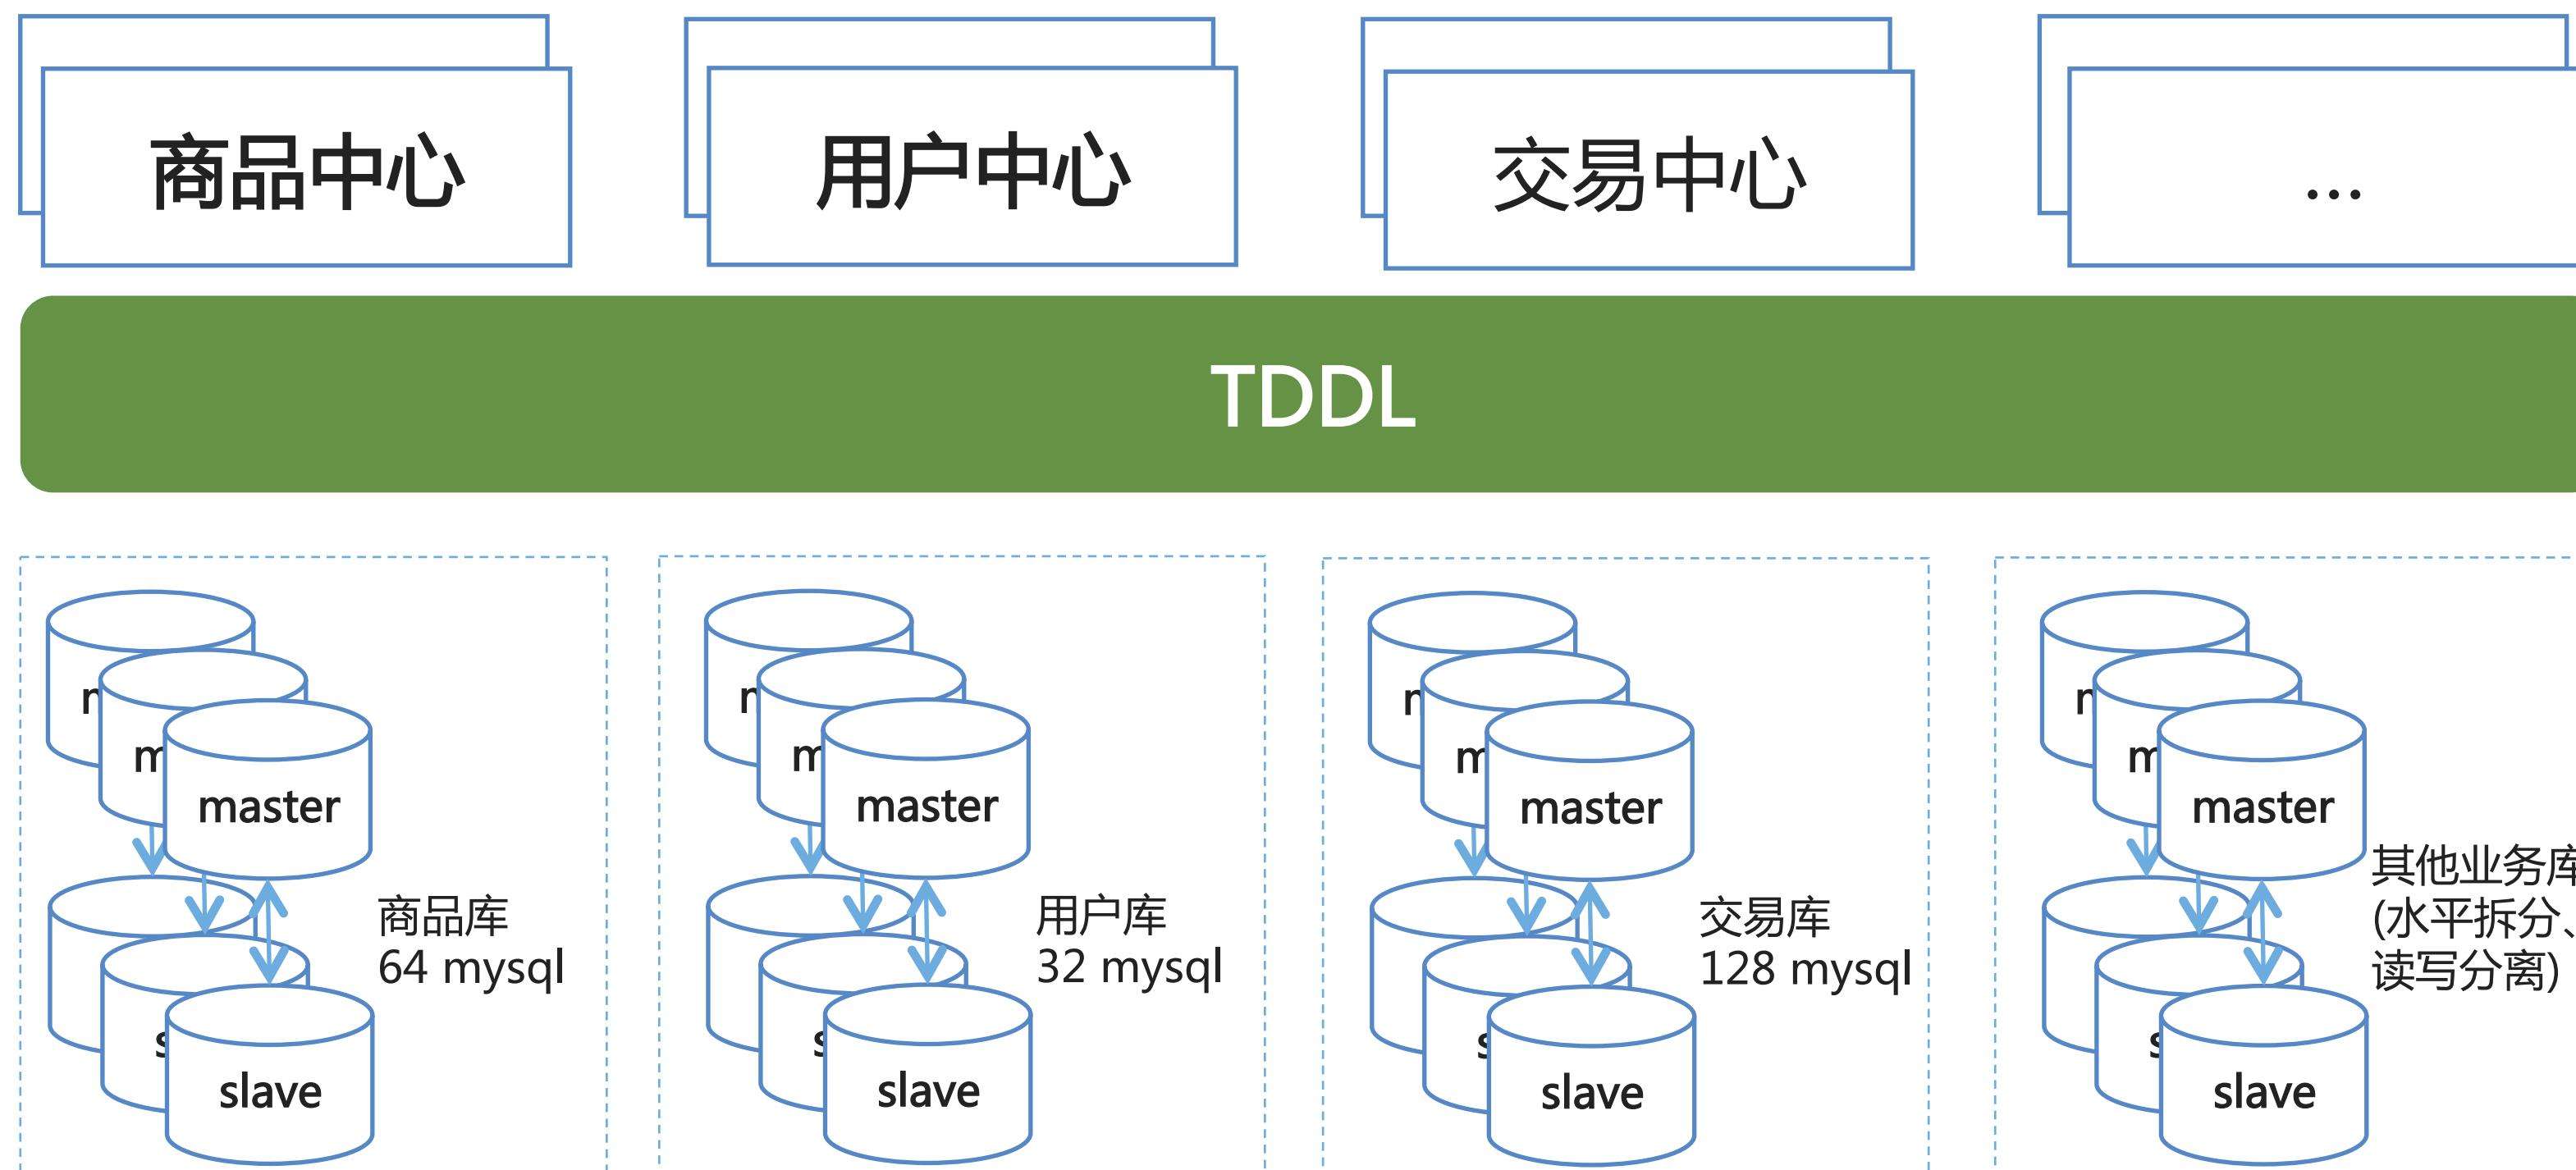 商品中心
用户中心
交易中心
...
TDDL
master
商品库
64 mysql
slave
master
用户库
32 mysql
slave
master
交易库
128 mysql
slave
master
其他业务库
(水平拆分、
读写分离)
slave